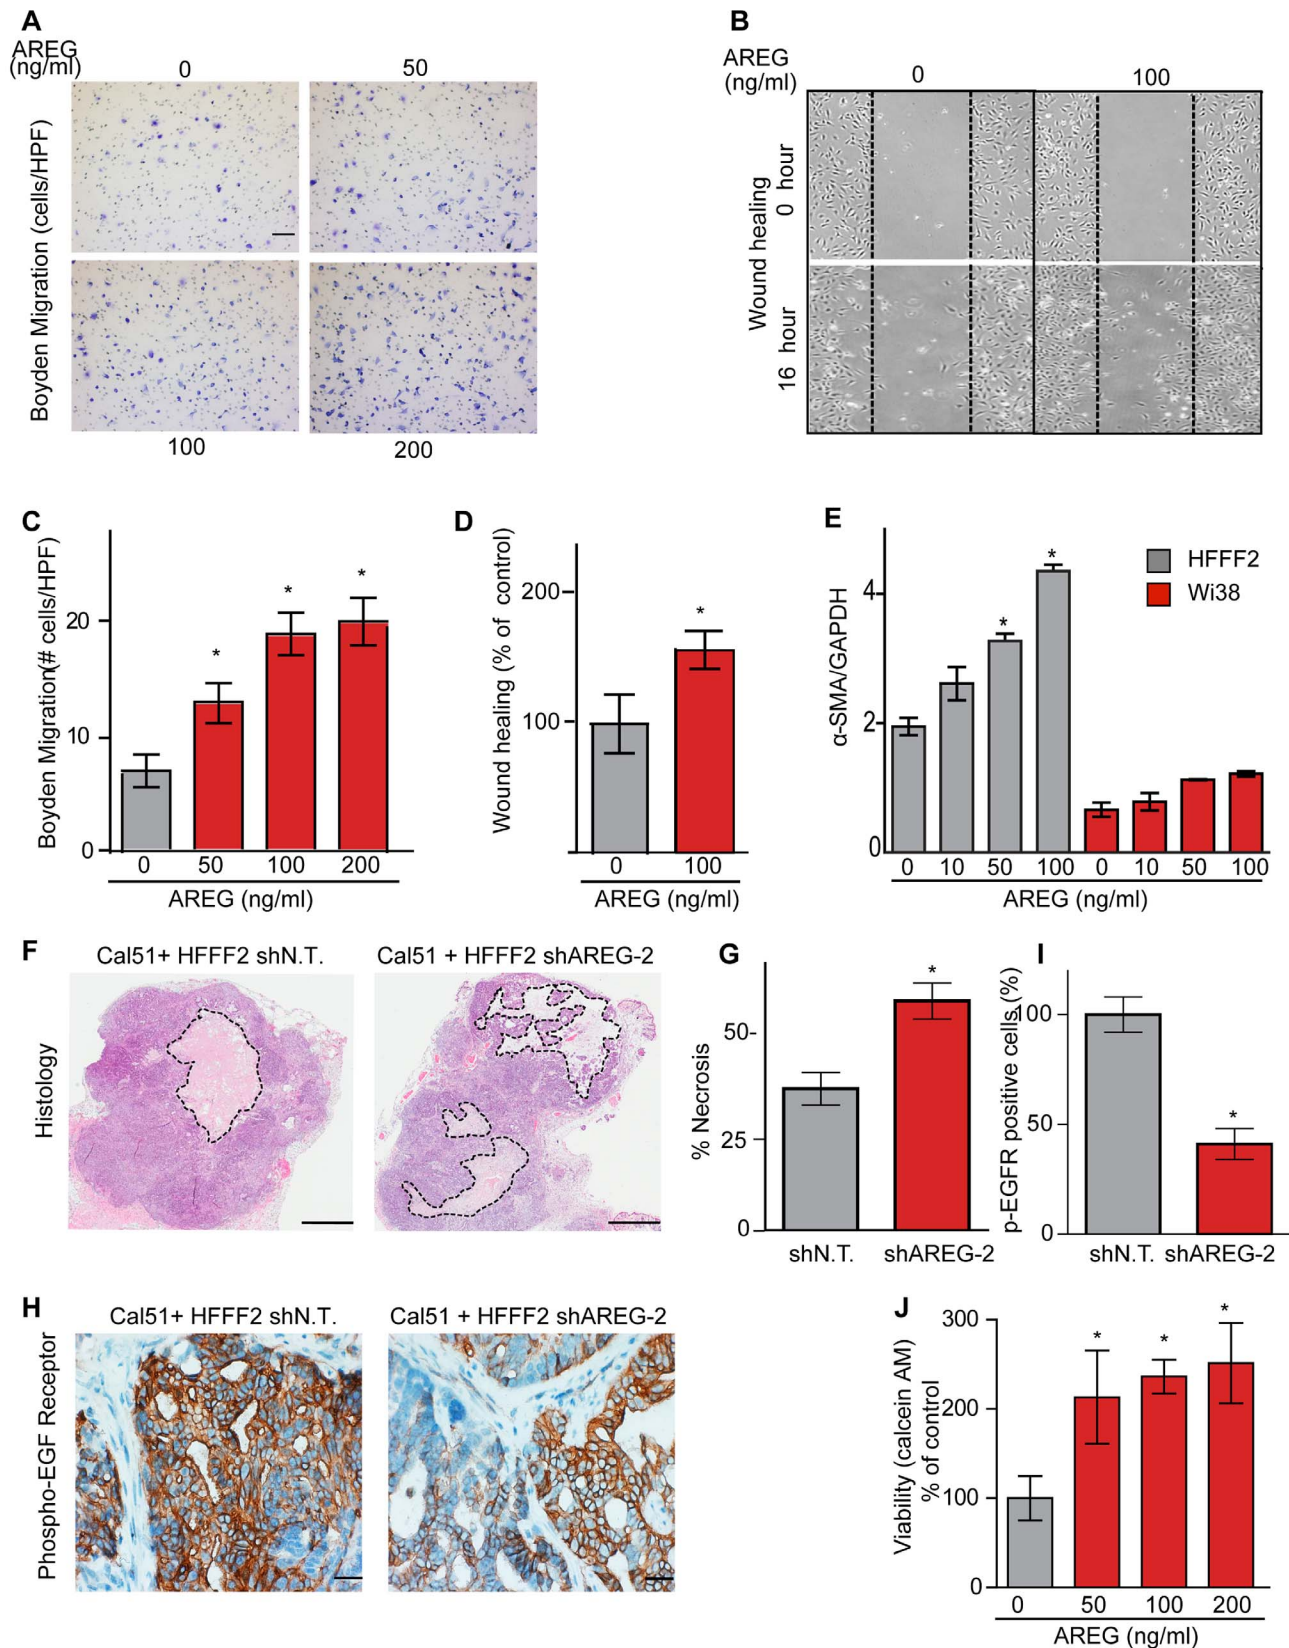 A
AREG
(ng/ml)
0
50
Boyden Migration (cells/HPF)
100
200
B
AREG
(ng/ml)
0
100
Wound healing
0 hour
16 hour
C
Boyden Migration(# cells/HPF)
20
10
0
*
*
*
0 50 100 200
AREG (ng/ml)
D
Wound healing (% of control)
200
100
*
0 100
AREG (ng/ml)
E
α-SMA/GAPDH
4
2
0
*
*
HFFF2
Wi38
0 10 50 100 0 10 50 100
AREG (ng/ml)
F
Cal51+ HFFF2 shN.T.
Cal51 + HFFF2 shAREG-2
Histology
G
% Necrosis
50
25
0
*
shN.T. shAREG-2
I
p-EGFR positive cells (%)
100
50
0
*
shN.T. shAREG-2
H
Cal51+ HFFF2 shN.T.
Cal51 + HFFF2 shAREG-2
Phospho-EGF Receptor
J
Viability (calcein AM)
% of control
300
200
100
0
*
*
*
0 50 100 200
AREG (ng/ml)